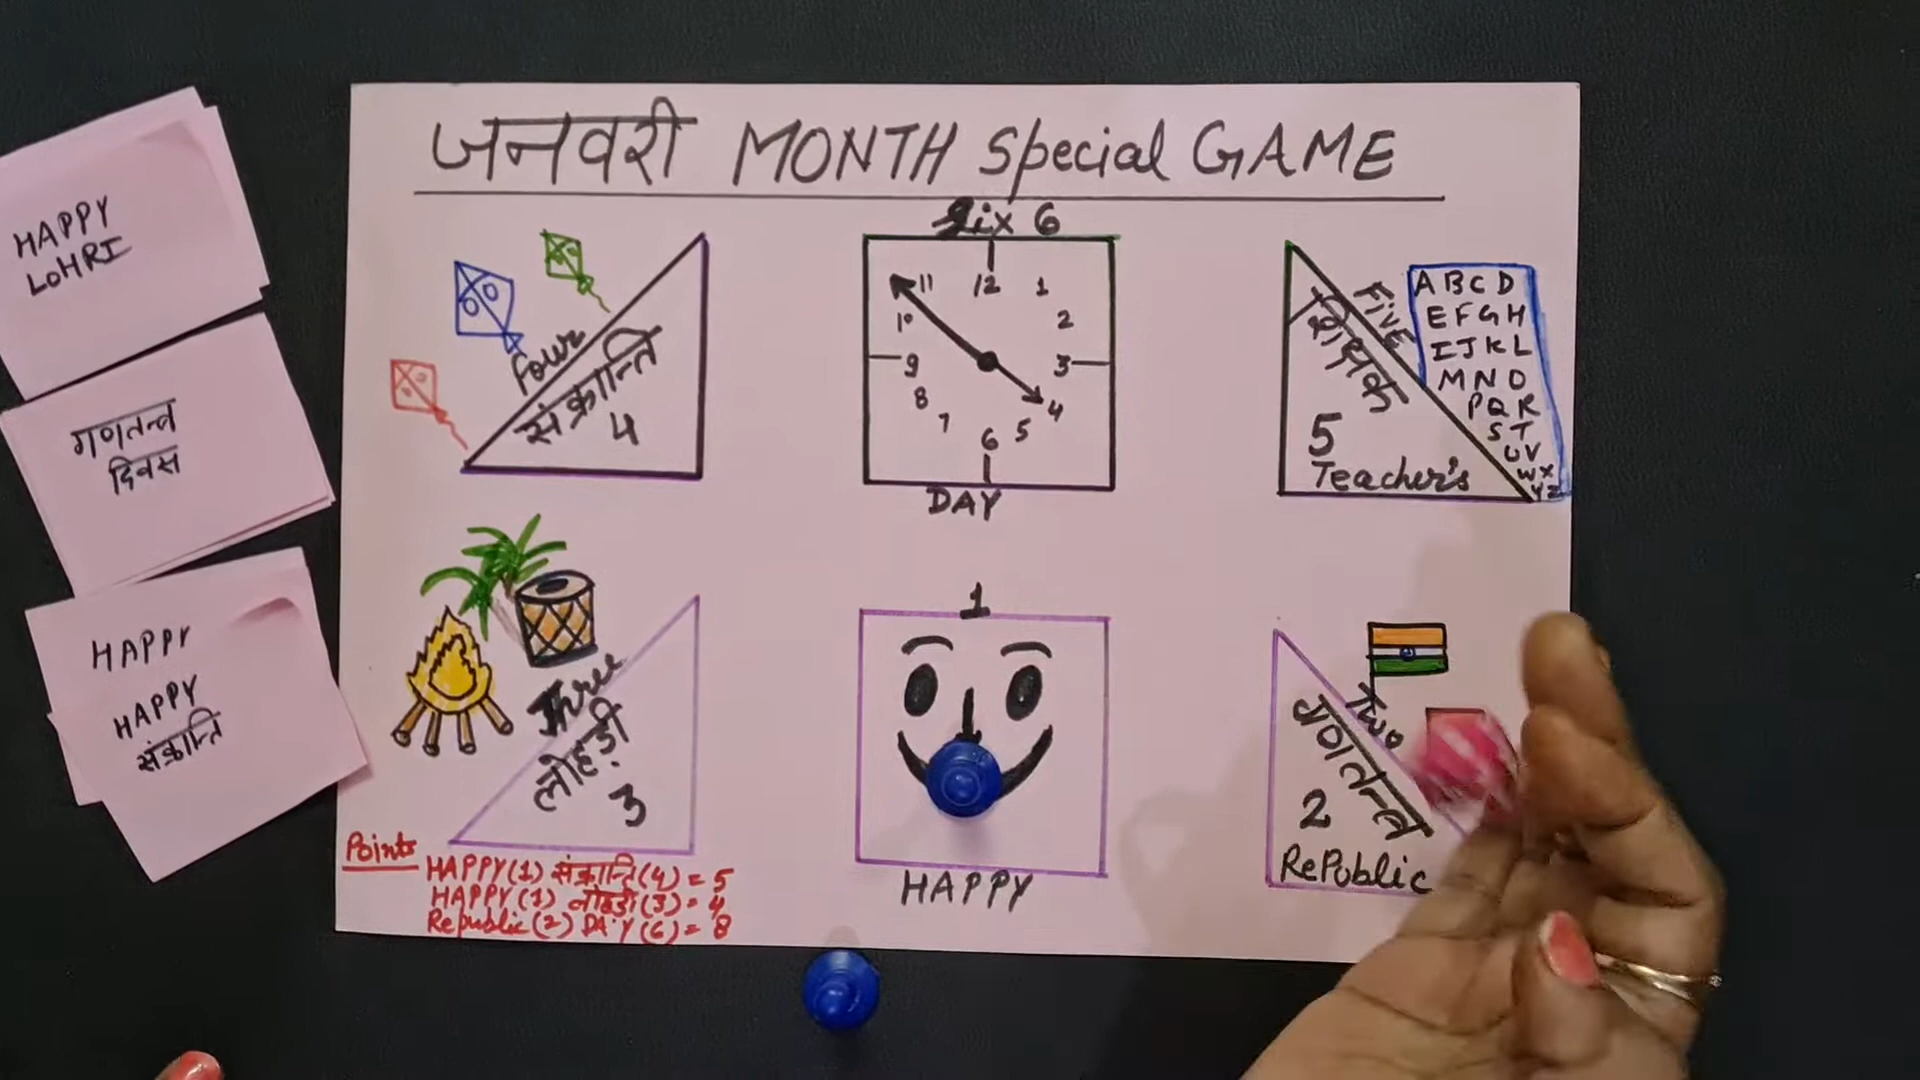 जनवरी MONTH Special GAME
HAPPY
LOHRI
गणतन्त्र
दिवस
HAPPY
HAPPY
संक्रान्ति
Four
संक्रान्ति
4
Six 6
11 12 1
10 2
9 3
8 4
7 6 5
DAY
Five
शिक्षक
5
Teacher's
A B C D
E F G H
I J K L
M N O
P Q R
S T
U V
W X
Y Z
Three
लोहड़ी
3
1
HAPPY
Two
गणतन्त्र
2
RePublic
Points
HAPPY (1) संक्रान्ति (4) = 5
HAPPY (1) लोहड़ी (3) = 4
Republic (2) DAY (6) = 8